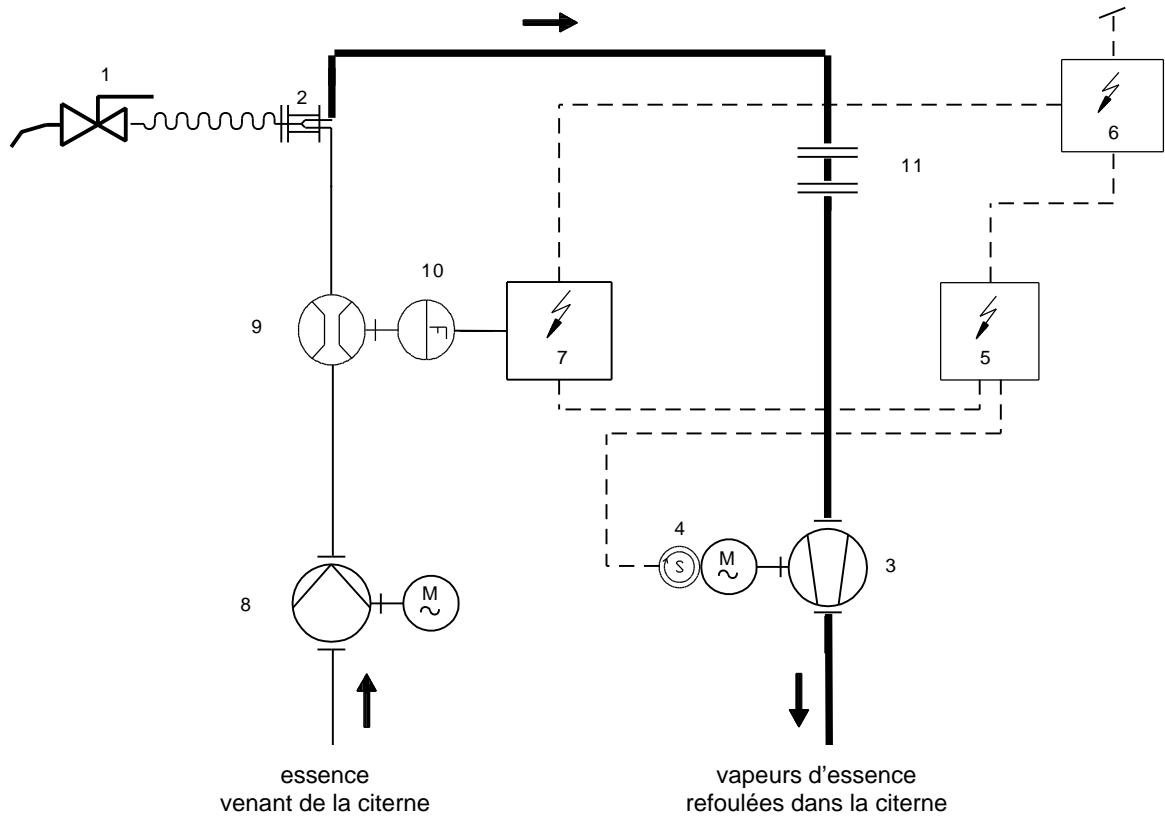 1
2
6
11
10
9
7
5
4
M
~
S
3
F
8
M
~
essence
venant de la citerne
vapeurs d’essence
refoulées dans la citerne